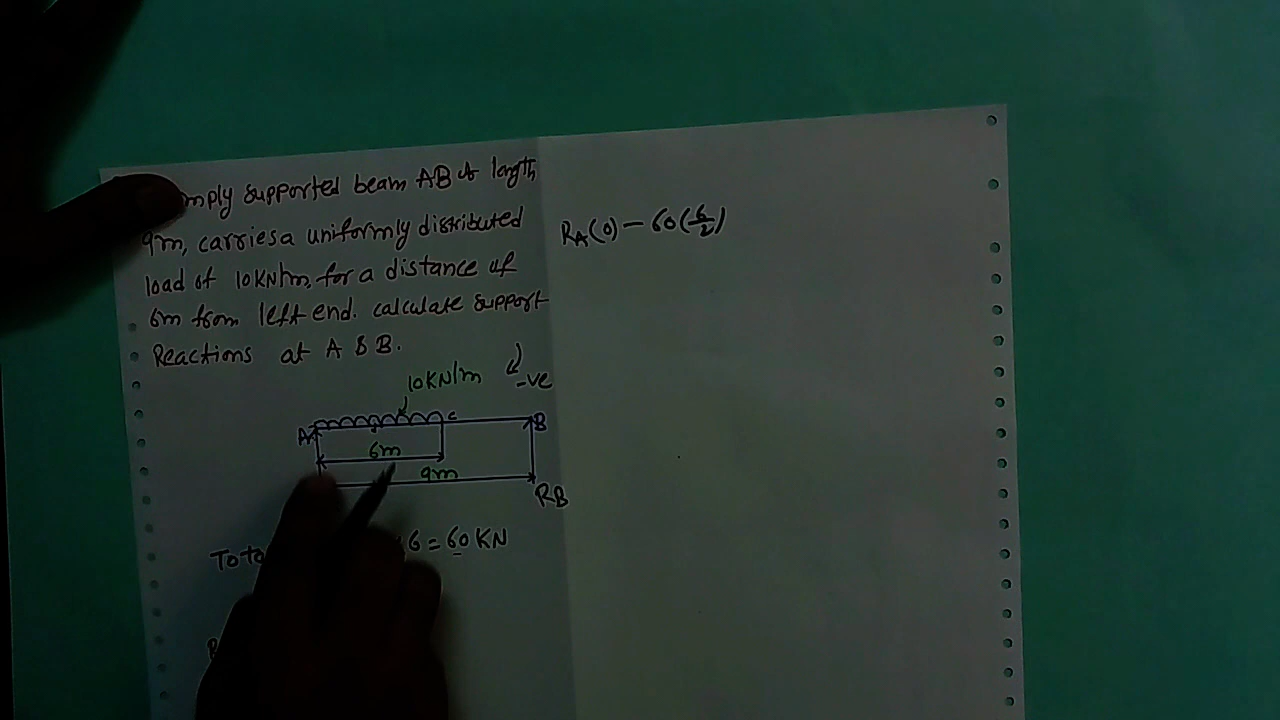 mply supported beam AB of length
9m, carries a uniformly distributed
load of 10KN/m, for a distance of
6m from left end. calculate support
Reactions at A & B.
10KN/m
-ve
A
C
B
6m
9m
RB
6 = 60 KN
RA(0) - 60(6/2)